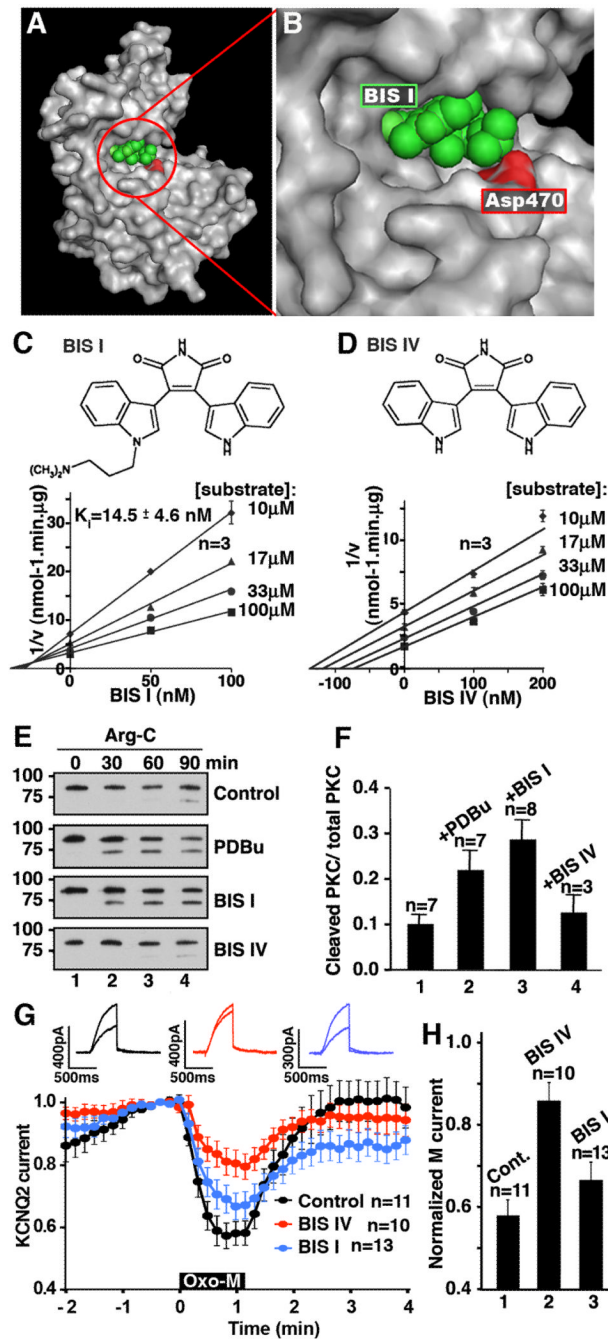 A
B
BIS I
Asp470
C
BIS I
H
N
O
O
N
N
H
(CH₃)₂N
[substrate]:
Kᵢ=14.5 ± 4.6 nM
n=3
10µM
17µM
33µM
100µM
30
20
10
0
1/v (nmol-1.min.µg)
0
50
100
BIS I (nM)
D
BIS IV
H
N
O
O
N
H
N
H
[substrate]:
n=3
10µM
17µM
33µM
100µM
10
5
0
1/v
(nmol-1.min.µg)
-100
0
100
200
BIS IV (nM)
E
Arg-C
0 30 60 90 min
100
75
Control
100
75
PDBu
100
75
BIS I
100
75
BIS IV
1 2 3 4
F
Cleaved PKC/ total PKC
0.4
0.3
0.2
0.1
0.0
n=7
+PDBu
n=7
+BIS I
n=8
+BIS IV
n=3
1 2 3 4
G
400pA
500ms
400pA
500ms
300pA
500ms
KCNQ2 current
1.0
0.8
0.6
0.4
Control n=11
BIS IV n=10
BIS I n=13
Oxo-M
-2 -1 0 1 2 3 4
Time (min)
H
Normalized M current
1.0
0.8
0.6
0.4
Cont.
n=11
BIS IV
n=10
BIS I
n=13
1 2 3